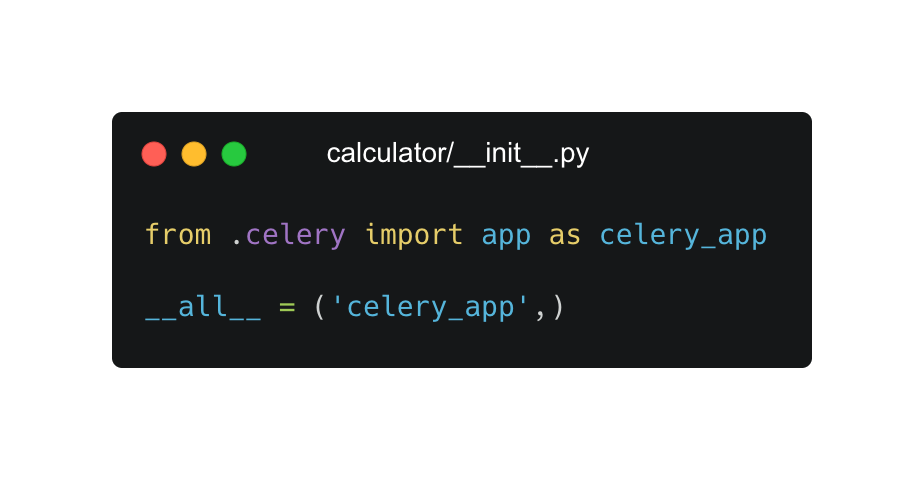 calculator/__init__.py
from .celery import app as celery_app
__all__ = ('celery_app',)